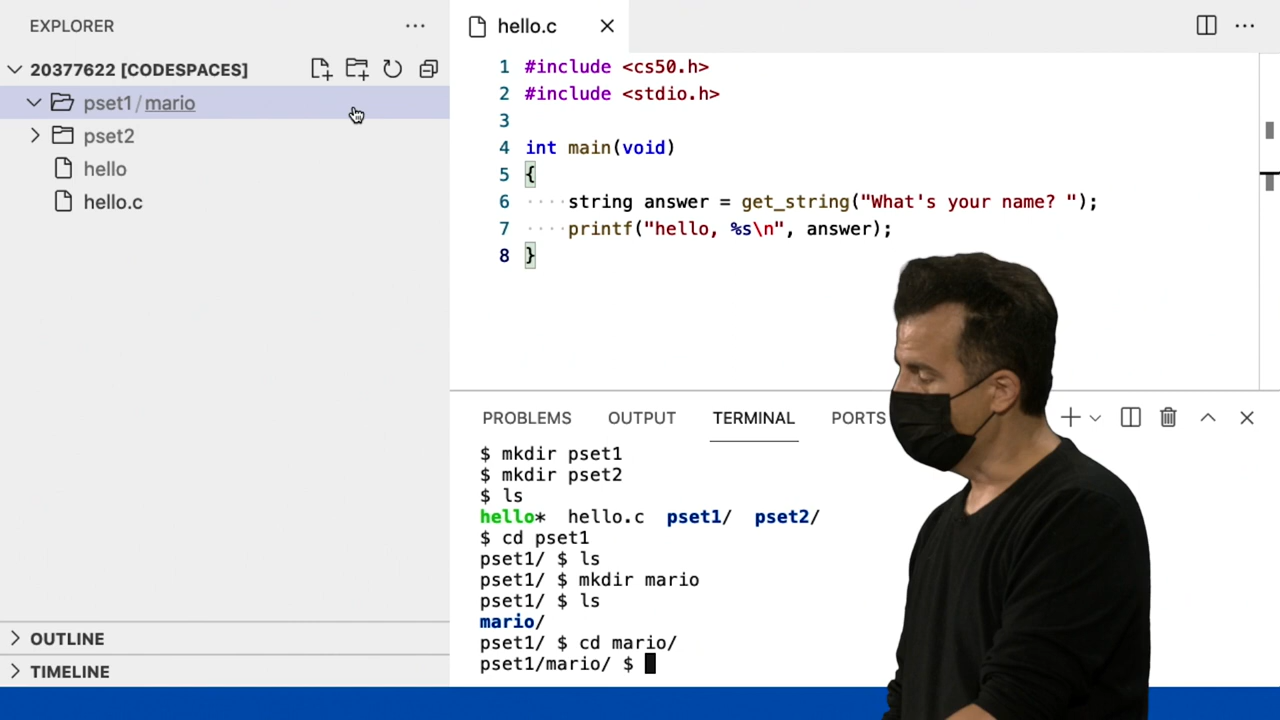 EXPLORER
20377622 [CODESPACES]
pset1/mario
pset2
hello
hello.c
OUTLINE
TIMELINE
hello.c
1 #include <cs50.h>
2 #include <stdio.h>
3
4 int main(void)
5 {
6 ····string answer = get_string("What's your name? ");
7 ····printf("hello, %s\n", answer);
8 }
PROBLEMS OUTPUT TERMINAL PORTS
$ mkdir pset1
$ mkdir pset2
$ ls
hello* hello.c pset1/ pset2/
$ cd pset1
pset1/ $ ls
pset1/ $ mkdir mario
pset1/ $ ls
mario/
pset1/ $ cd mario/
pset1/mario/ $